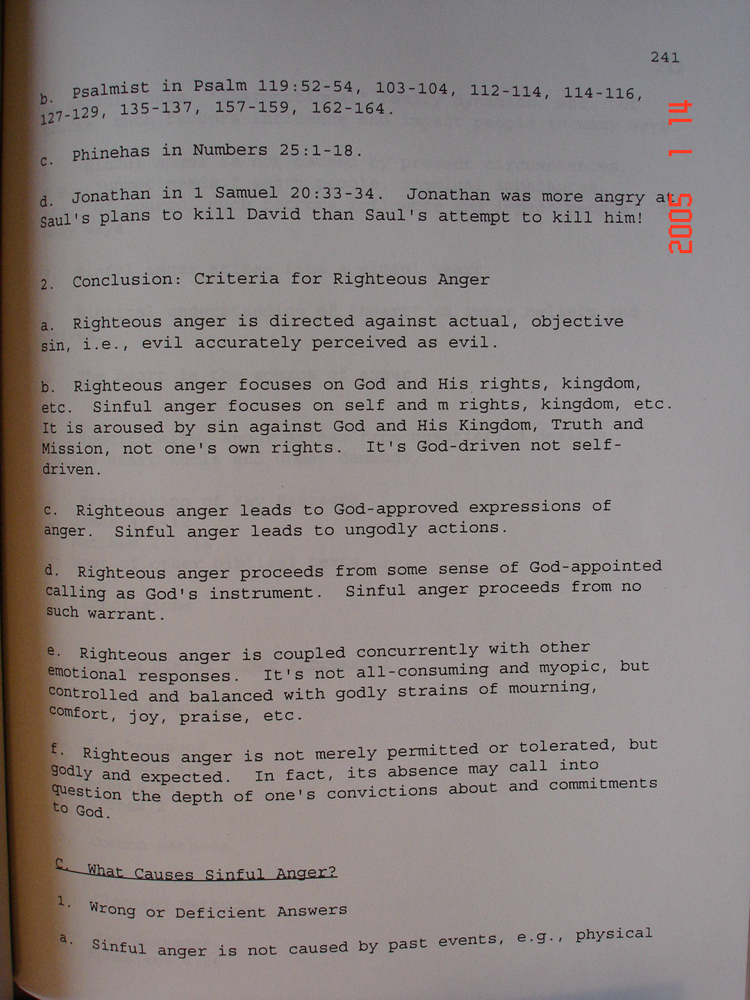 241
b. Psalmist in Psalm 119:52-54, 103-104, 112-114, 114-116,
127-129, 135-137, 157-159, 162-164.
c. Phinehas in Numbers 25:1-18.
d. Jonathan in 1 Samuel 20:33-34. Jonathan was more angry at
Saul's plans to kill David than Saul's attempt to kill him!
2. Conclusion: Criteria for Righteous Anger
a. Righteous anger is directed against actual, objective
sin, i.e., evil accurately perceived as evil.
b. Righteous anger focuses on God and His rights, kingdom,
etc. Sinful anger focuses on self and m rights, kingdom, etc.
It is aroused by sin against God and His Kingdom, Truth and
Mission, not one's own rights. It's God-driven not self-
driven.
c. Righteous anger leads to God-approved expressions of
anger. Sinful anger leads to ungodly actions.
d. Righteous anger proceeds from some sense of God-appointed
calling as God's instrument. Sinful anger proceeds from no
such warrant.
e. Righteous anger is coupled concurrently with other
emotional responses. It's not all-consuming and myopic, but
controlled and balanced with godly strains of mourning,
comfort, joy, praise, etc.
f. Righteous anger is not merely permitted or tolerated, but
godly and expected. In fact, its absence may call into
question the depth of one's convictions about and commitments
to God.
C. What Causes Sinful Anger?
1. Wrong or Deficient Answers
a. Sinful anger is not caused by past events, e.g., physical
2005 1 14